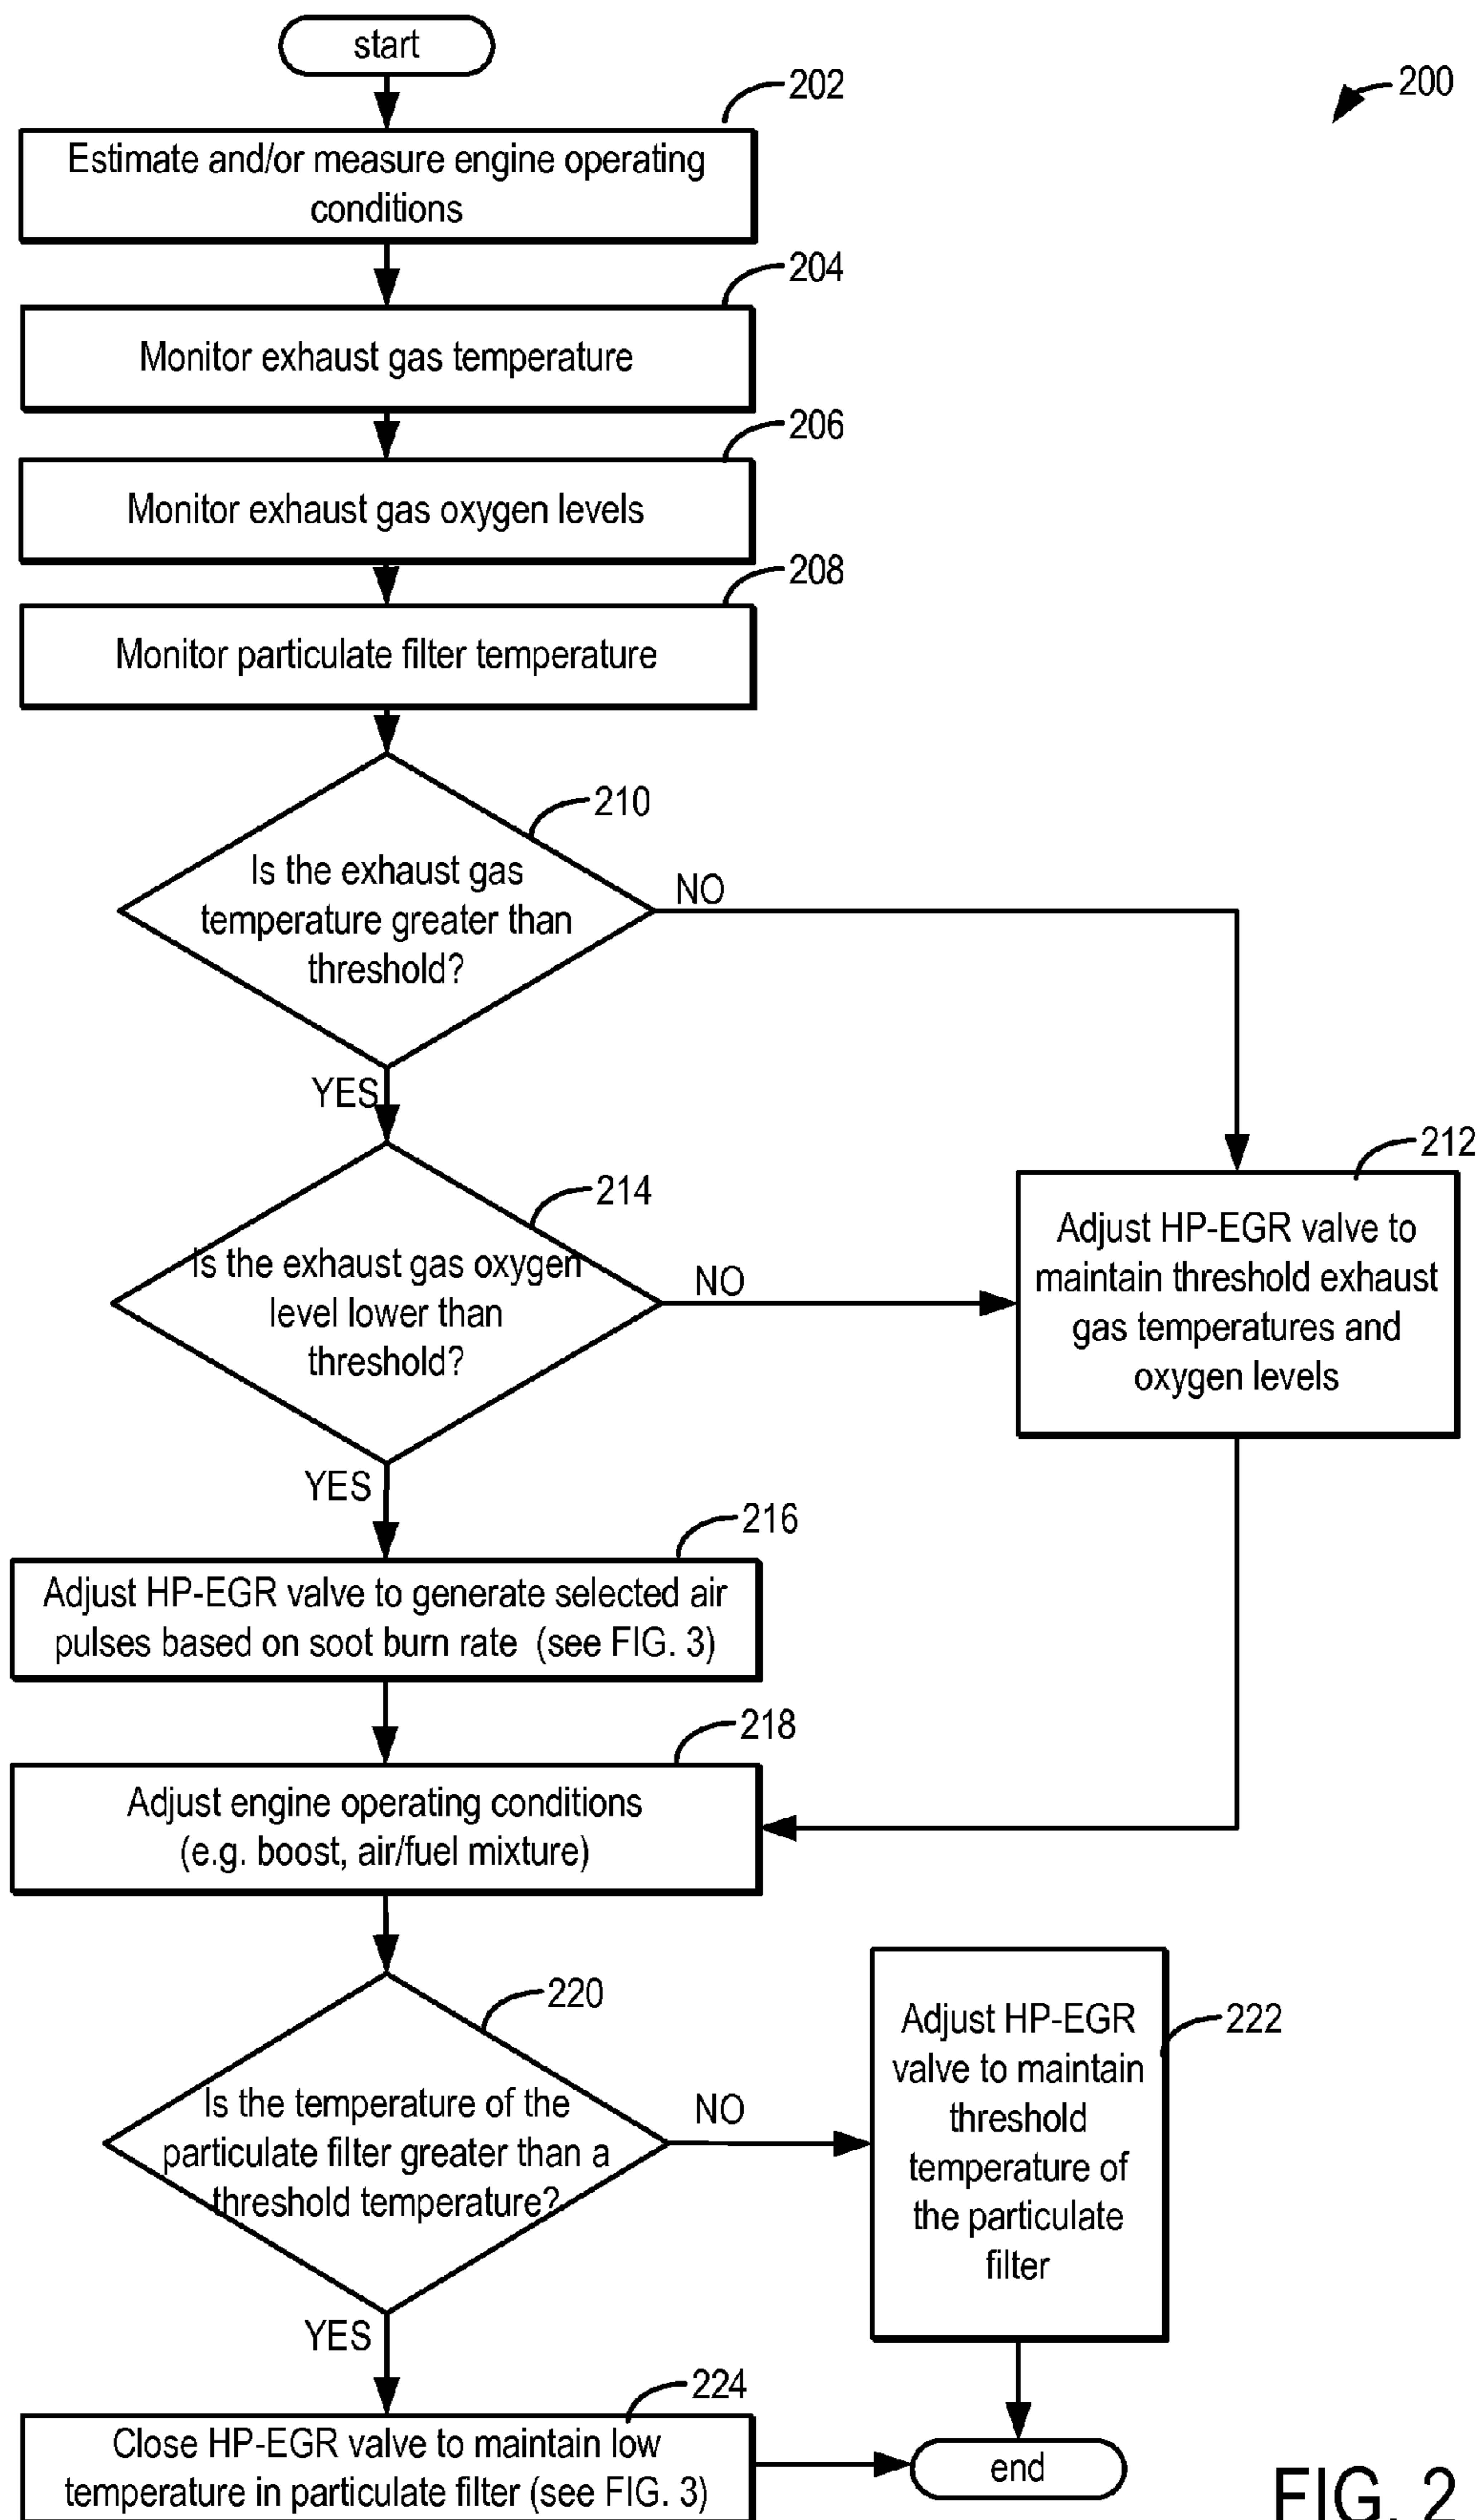 start
200
202
Estimate and/or measure engine operating
conditions
204
Monitor exhaust gas temperature
206
Monitor exhaust gas oxygen levels
208
Monitor particulate filter temperature
210
Is the exhaust gas
temperature greater than
threshold?
NO
YES
212
Adjust HP-EGR valve to
maintain threshold exhaust
gas temperatures and
oxygen levels
214
Is the exhaust gas oxygen
level lower than
threshold?
NO
YES
216
Adjust HP-EGR valve to generate selected air
pulses based on soot burn rate (see FIG. 3)
218
Adjust engine operating conditions
(e.g. boost, air/fuel mixture)
220
Is the temperature of the
particulate filter greater than a
threshold temperature?
NO
YES
222
Adjust HP-EGR
valve to maintain
threshold
temperature of
the particulate
filter
224
Close HP-EGR valve to maintain low
temperature in particulate filter (see FIG. 3)
end
FIG. 2